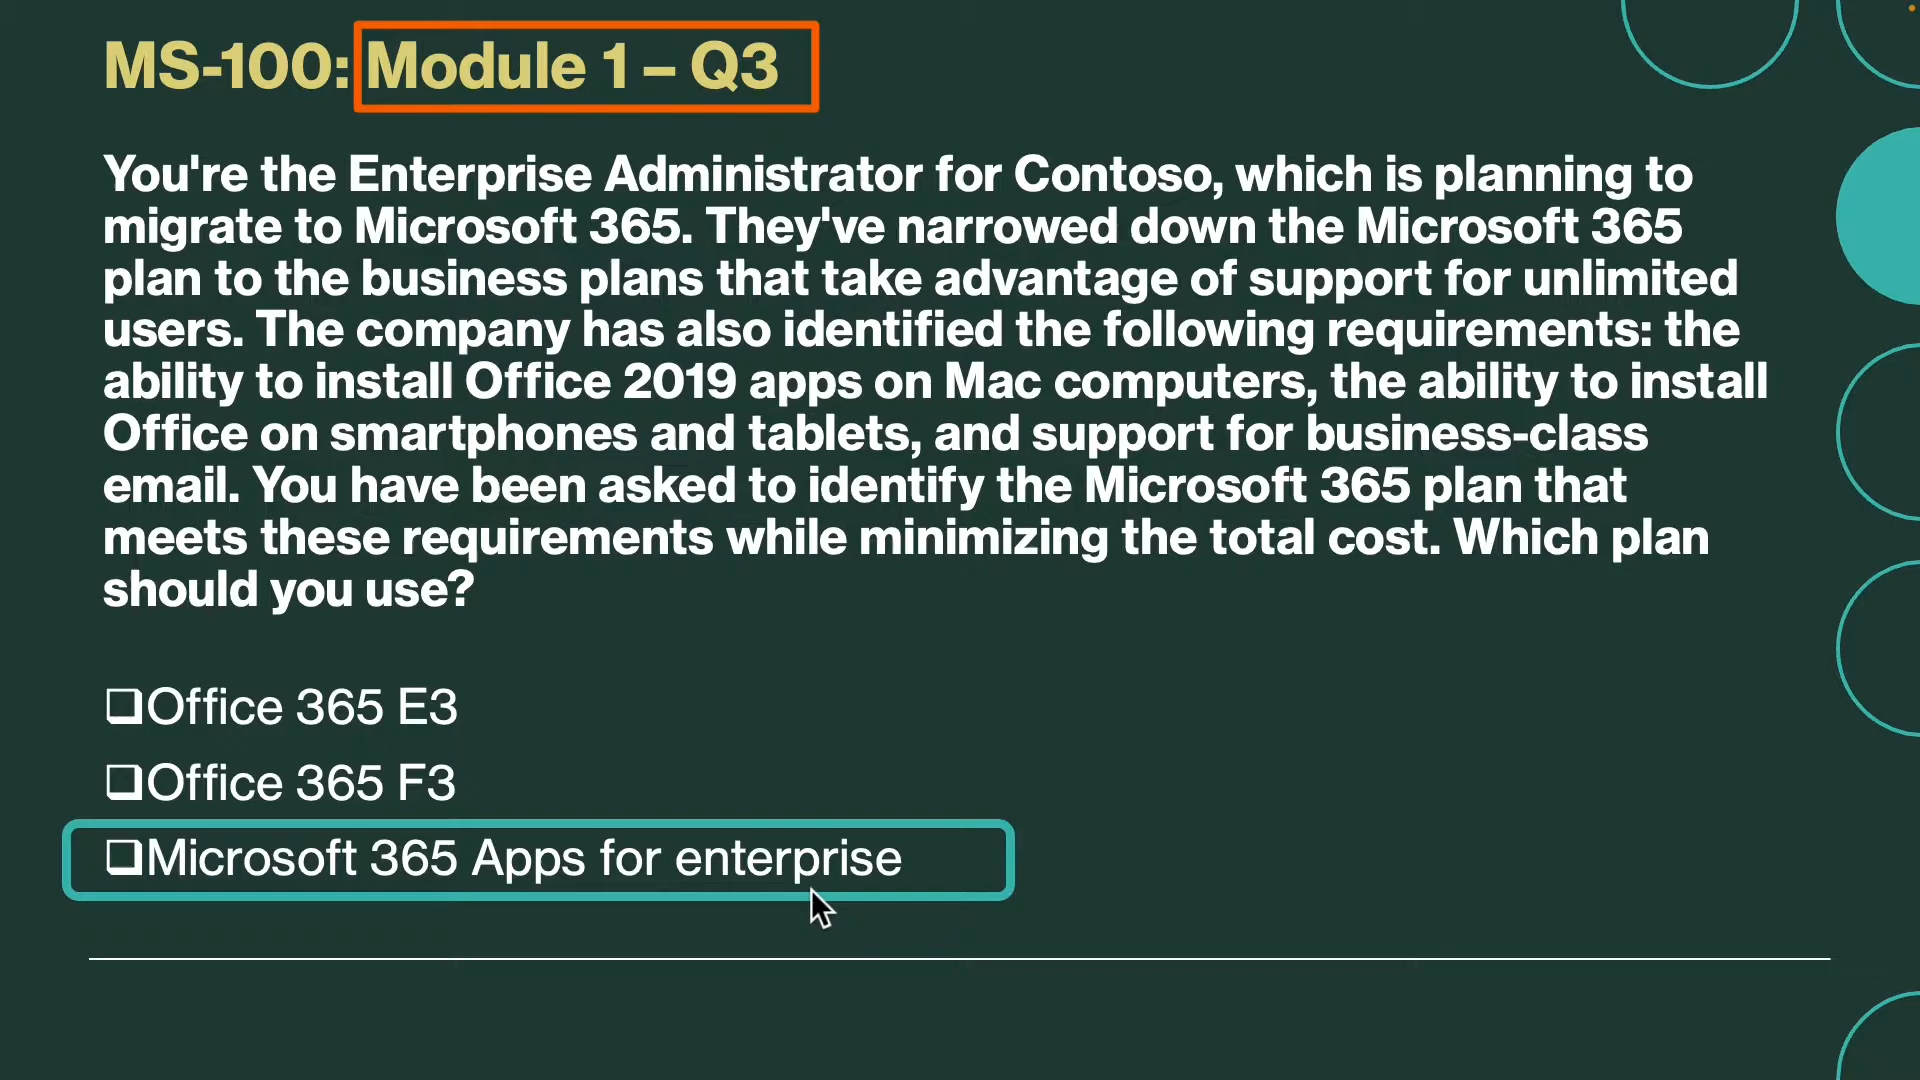 MS-100: Module 1 – Q3
You're the Enterprise Administrator for Contoso, which is planning to
migrate to Microsoft 365. They've narrowed down the Microsoft 365
plan to the business plans that take advantage of support for unlimited
users. The company has also identified the following requirements: the
ability to install Office 2019 apps on Mac computers, the ability to install
Office on smartphones and tablets, and support for business-class
email. You have been asked to identify the Microsoft 365 plan that
meets these requirements while minimizing the total cost. Which plan
should you use?
❏Office 365 E3
❏Office 365 F3
❏Microsoft 365 Apps for enterprise